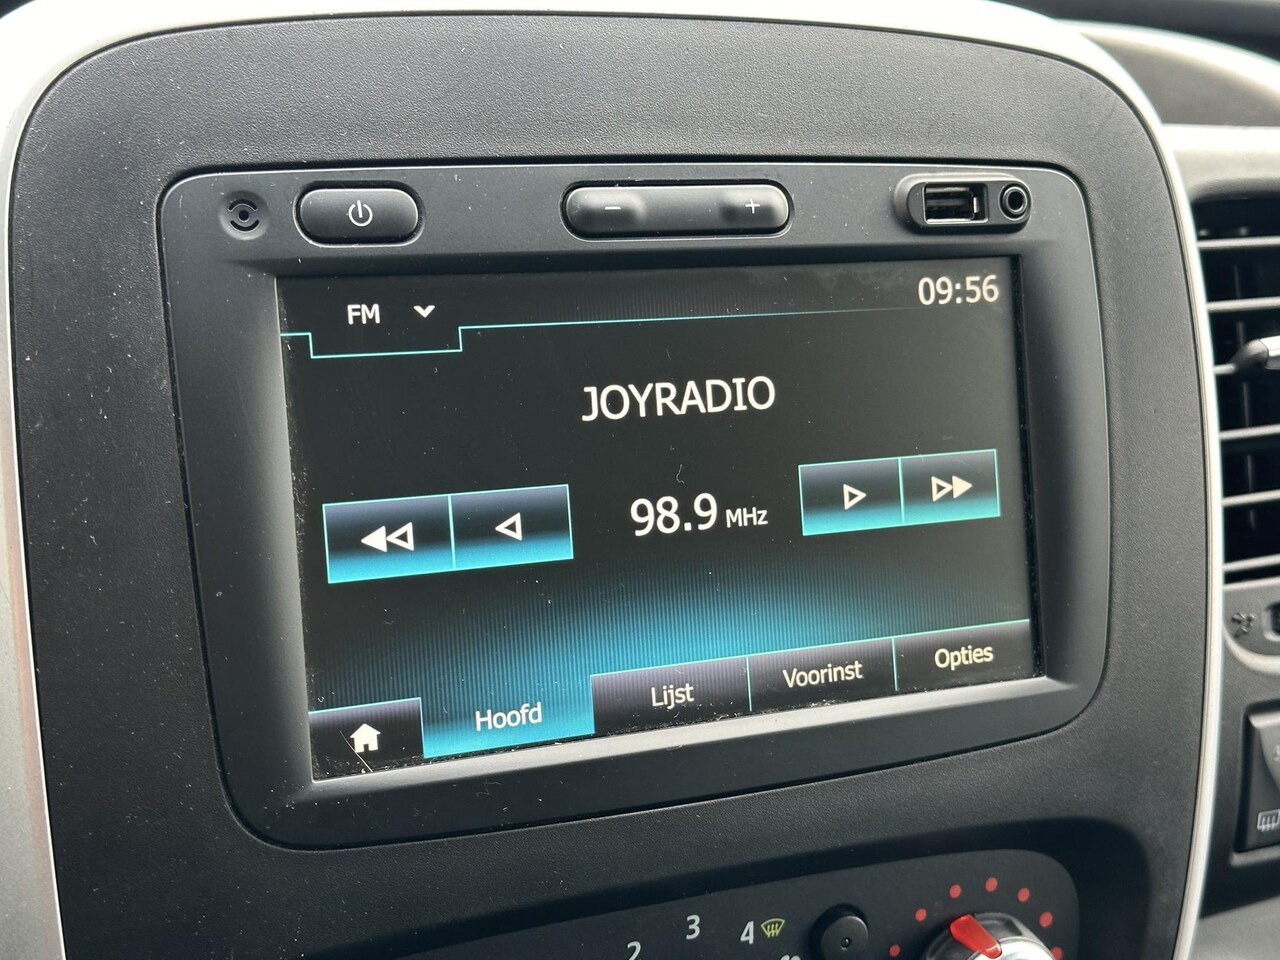 − +
FM
09:56
JOYRADIO
98.9 MHz
Hoofd Lijst Voorinst Opties
2 3 4